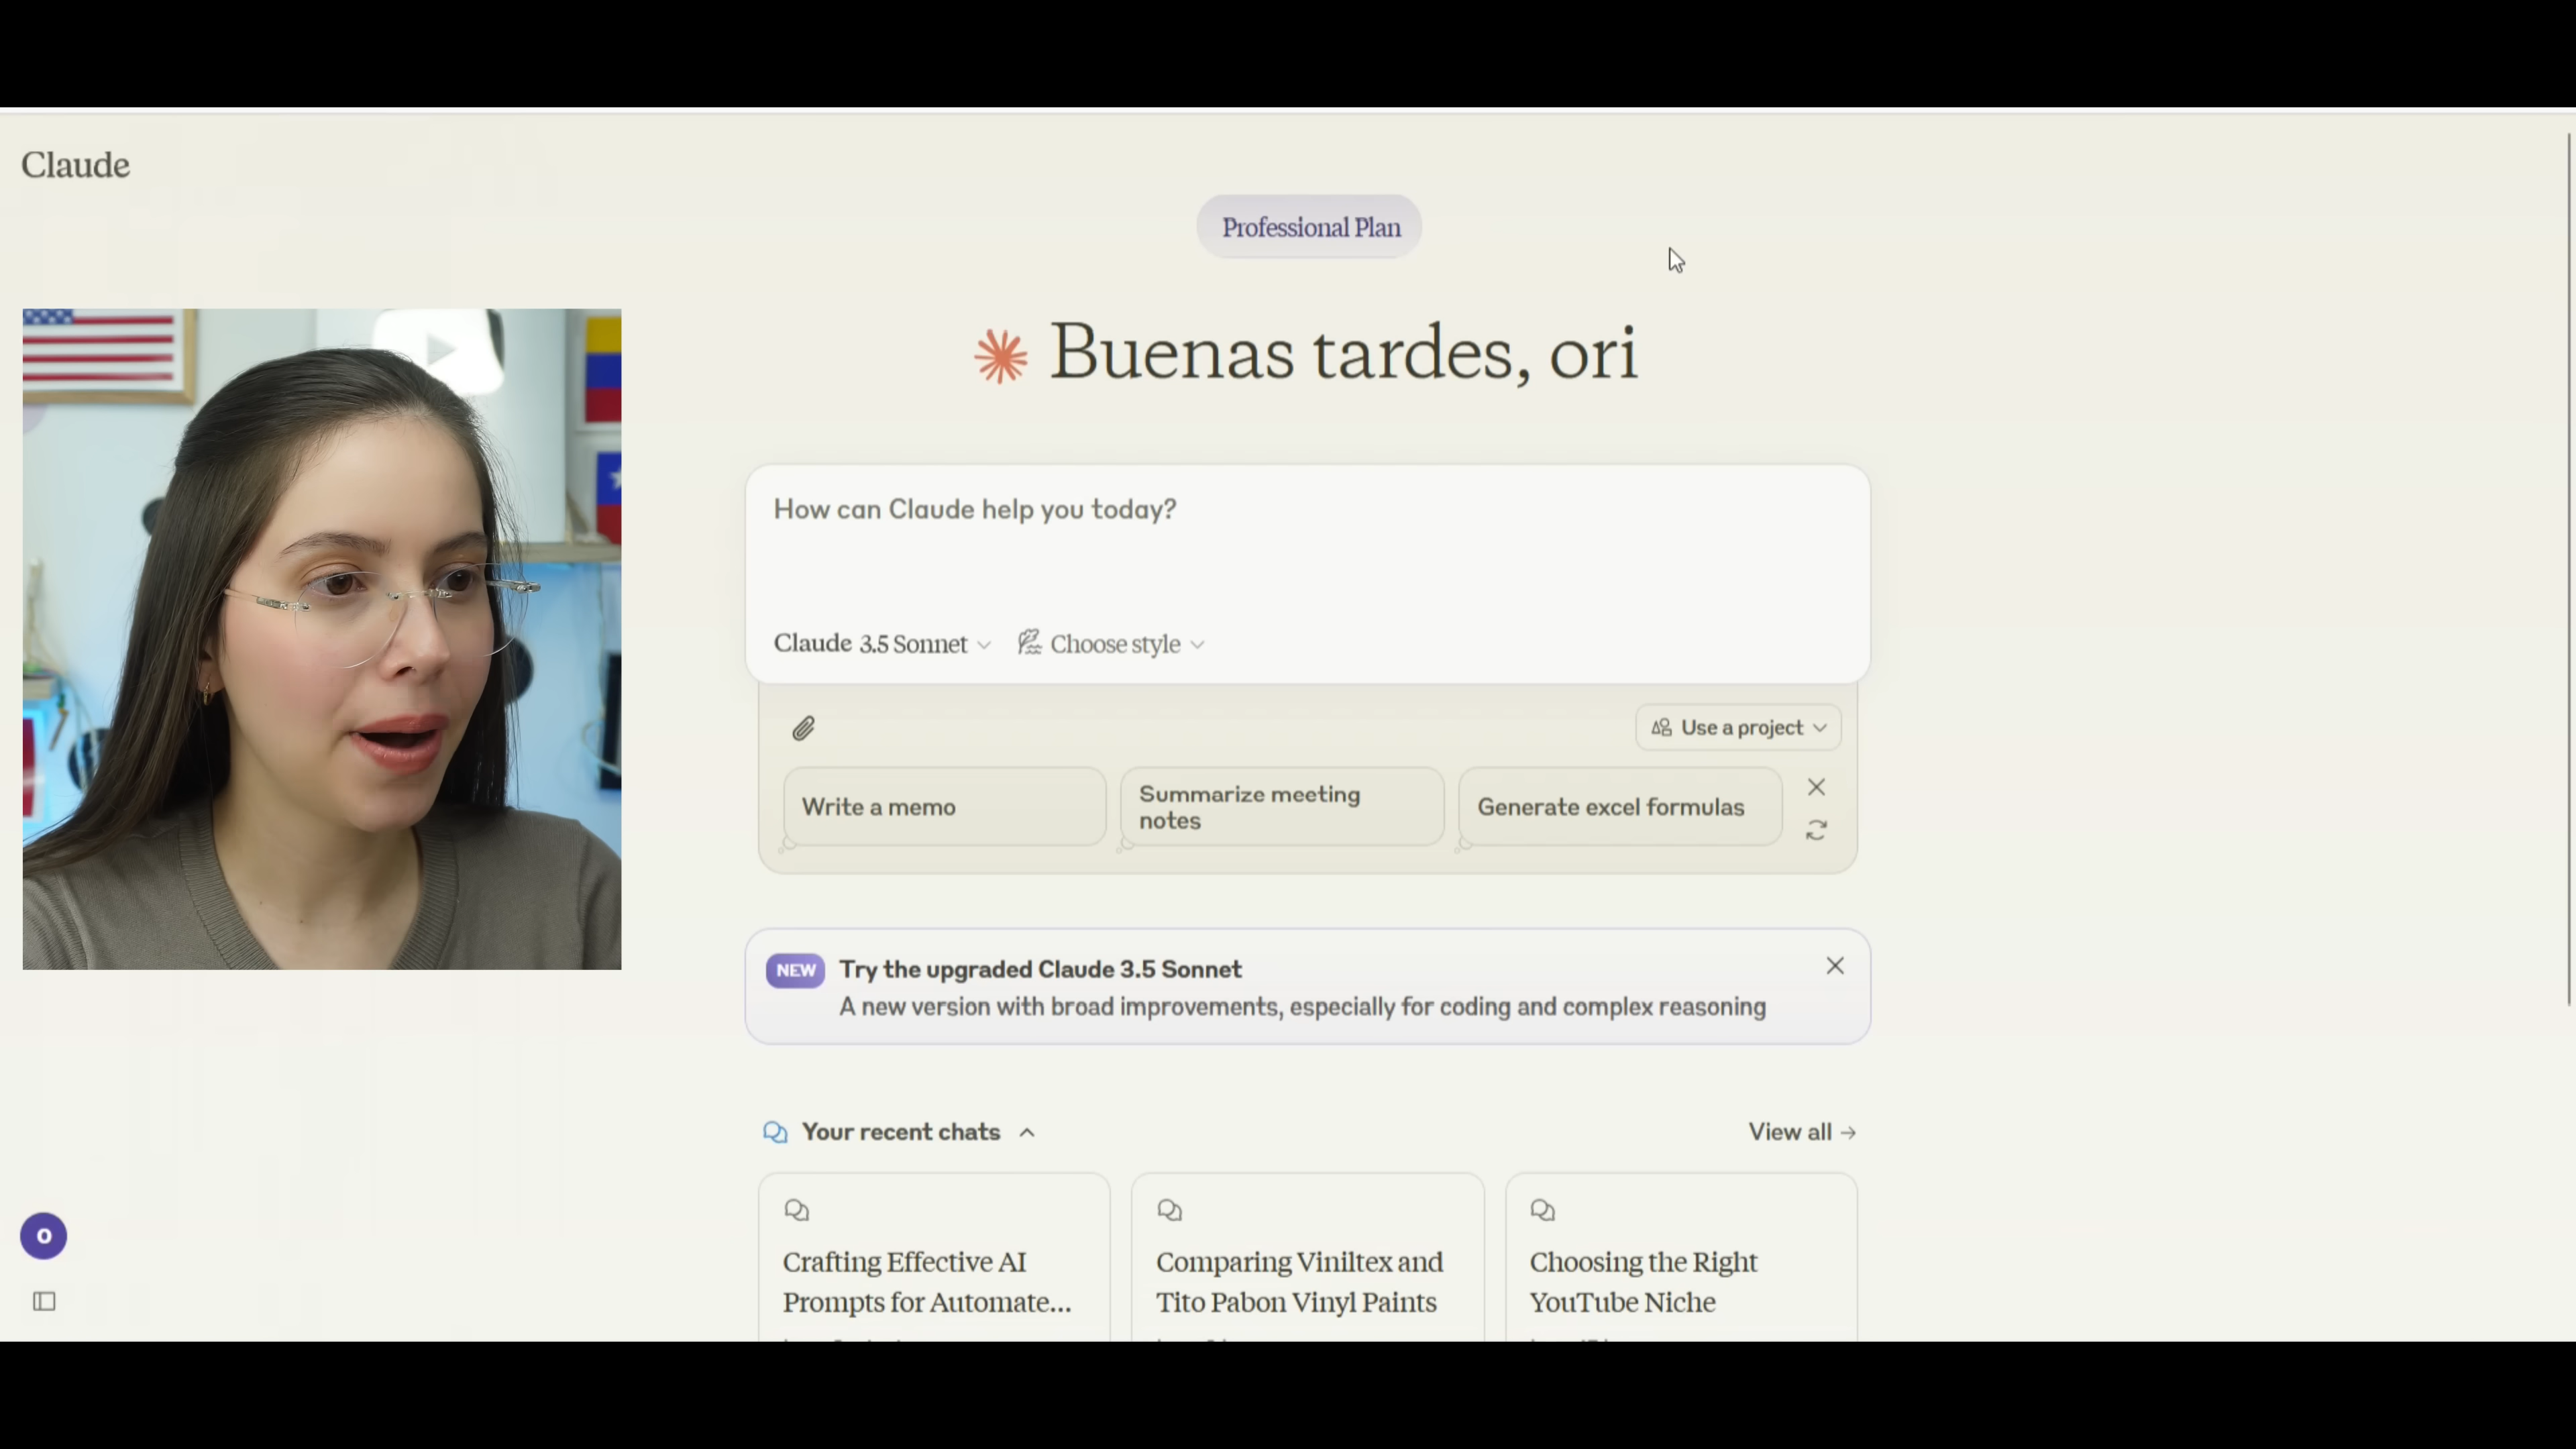 Claude
Professional Plan
Buenas tardes, ori
How can Claude help you today?
Claude 3.5 Sonnet
Choose style
Use a project
Write a memo
Summarize meeting
notes
Generate excel formulas
NEW
Try the upgraded Claude 3.5 Sonnet
A new version with broad improvements, especially for coding and complex reasoning
Your recent chats
View all
Crafting Effective AI
Prompts for Automate...
Comparing Viniltex and
Tito Pabon Vinyl Paints
Choosing the Right
YouTube Niche
O